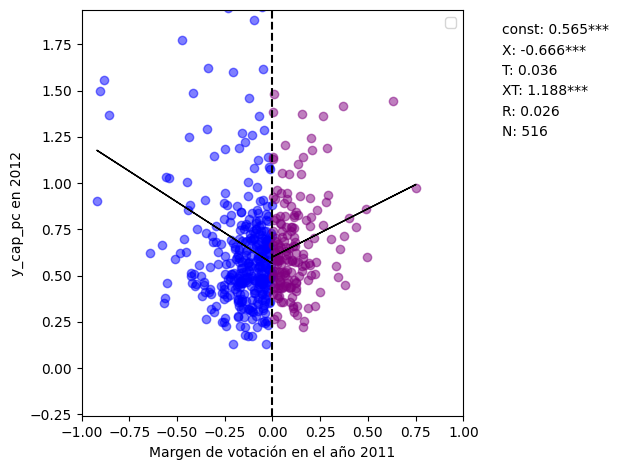 const: 0.565***
X: -0.666***
T: 0.036
XT: 1.188***
R: 0.026
N: 516
y_cap_pc en 2012
1.75
1.50
1.25
1.00
0.75
0.50
0.25
0.00
−0.25
−1.00 −0.75 −0.50 −0.25 0.00 0.25 0.50 0.75 1.00
Margen de votación en el año 2011